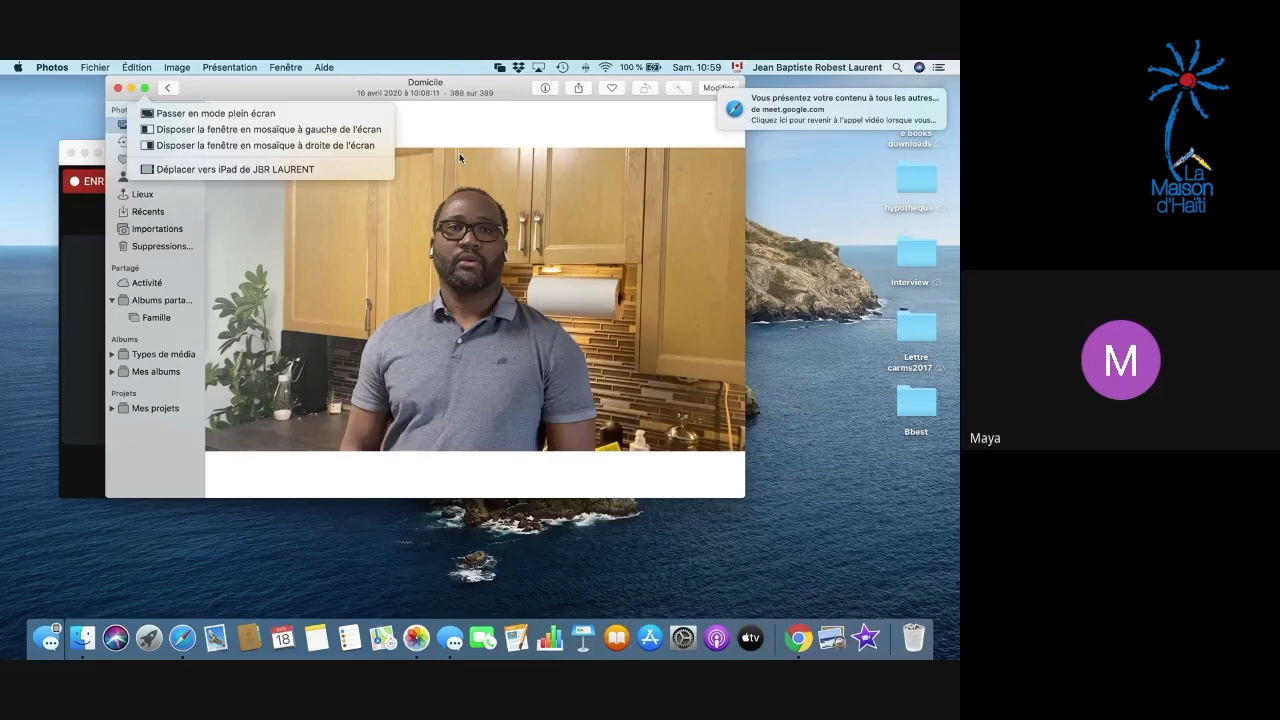 Photos Fichier Édition Image Présentation Fenêtre Aide
100 % Sam. 10:59 Jean Baptiste Robest Laurent
Domicile
16 avril 2020 à 10:08:11 - 388 sur 389
Vous présentez votre contenu à tous les autres...
de meet.google.com
Cliquez ici pour revenir à l'appel vidéo lorsque vous...
Passer en mode plein écran
Disposer la fenêtre en mosaïque à gauche de l'écran
Disposer la fenêtre en mosaïque à droite de l'écran
Déplacer vers iPad de JBR LAURENT
ENR
Lieux
Récents
Importations
Suppressions...
Partagé
Activité
Albums parta...
Famille
Albums
Types de média
Mes albums
Projets
Mes projets
e books
downloads
hypotheque
Interview
Lettre
carms2017
Bbest
18
tv
La
Maison
d'Haïti
M
Maya